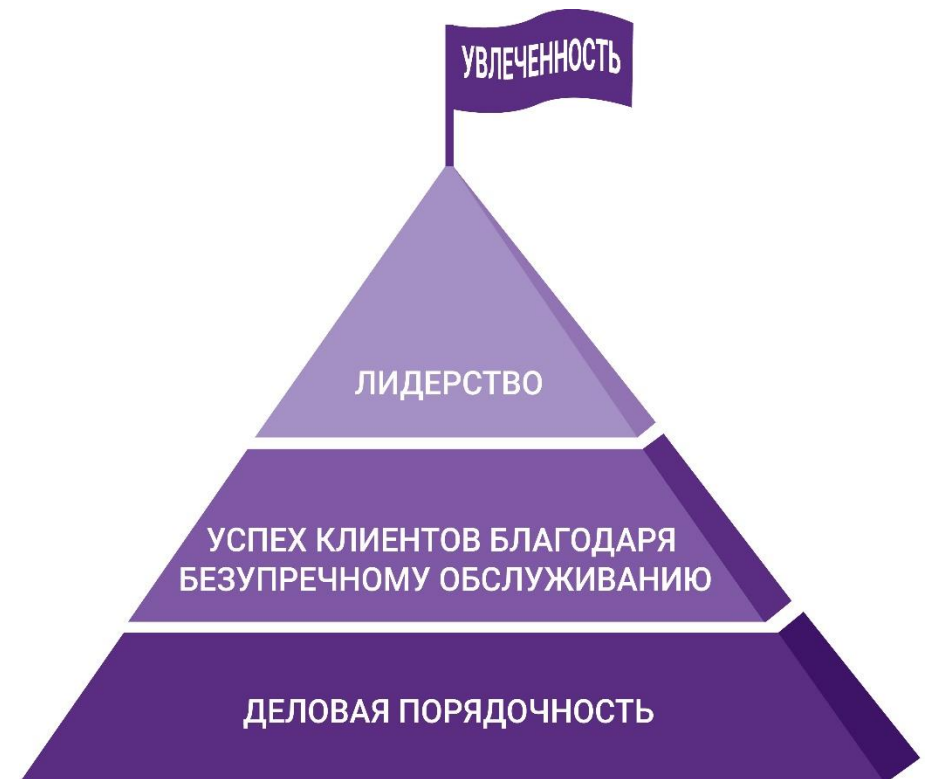 УВЛЕЧЕННОСТЬ
ЛИДЕРСТВО
УСПЕХ КЛИЕНТОВ БЛАГОДАРЯ
БЕЗУПРЕЧНОМУ ОБСЛУЖИВАНИЮ
ДЕЛОВАЯ ПОРЯДОЧНОСТЬ